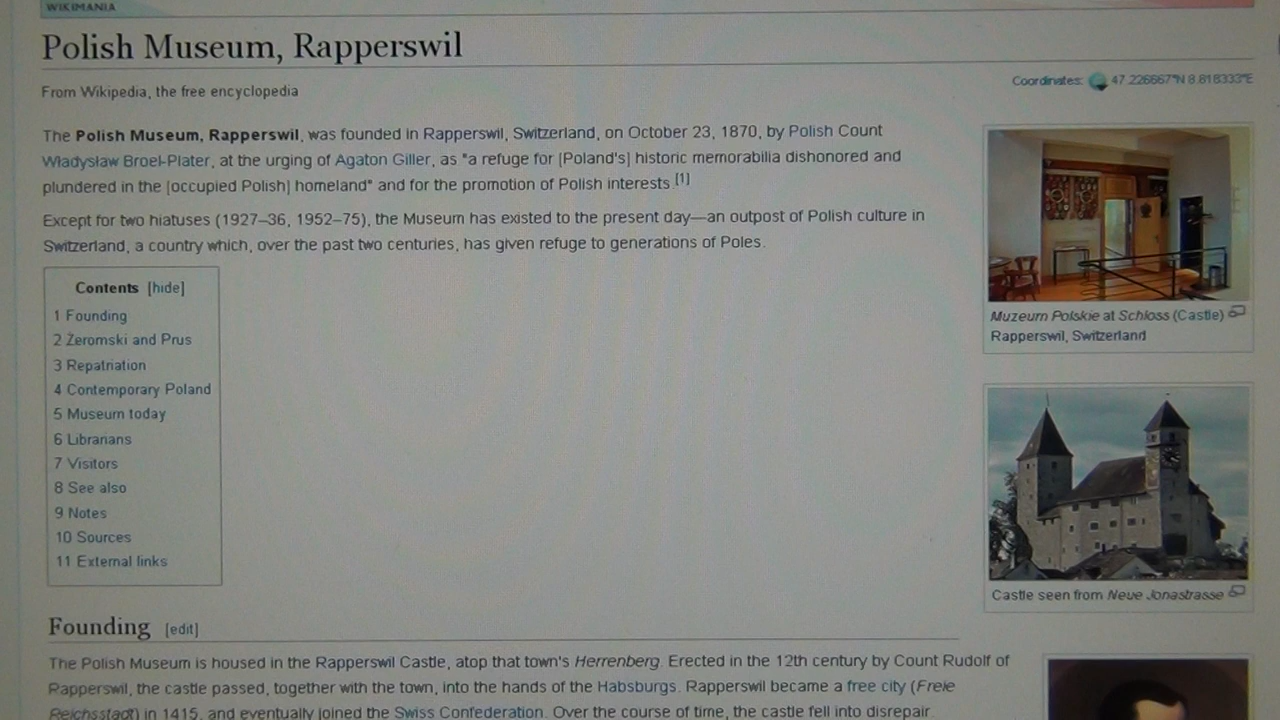 WIKIMANIA
Polish Museum, Rapperswil
Coordinates: 47.226667°N 8.818333°E
From Wikipedia, the free encyclopedia
The Polish Museum, Rapperswil, was founded in Rapperswil, Switzerland, on October 23, 1870, by Polish Count
Władysław Broel-Plater, at the urging of Agaton Giller, as "a refuge for [Poland's] historic memorabilia dishonored and
plundered in the [occupied Polish] homeland" and for the promotion of Polish interests.[1]
Except for two hiatuses (1927–36, 1952–75), the Museum has existed to the present day—an outpost of Polish culture in
Switzerland, a country which, over the past two centuries, has given refuge to generations of Poles.
Contents [hide]
1 Founding
2 Żeromski and Prus
3 Repatriation
4 Contemporary Poland
5 Museum today
6 Librarians
7 Visitors
8 See also
9 Notes
10 Sources
11 External links
Muzeum Polskie at Schloss (Castle)
Rapperswil, Switzerland
Castle seen from Neue Jonastrasse
Founding [edit]
The Polish Museum is housed in the Rapperswil Castle, atop that town's Herrenberg. Erected in the 12th century by Count Rudolf of
Rapperswil, the castle passed, together with the town, into the hands of the Habsburgs. Rapperswil became a free city (Freie
Reichsstadt) in 1415, and eventually joined the Swiss Confederation. Over the course of time, the castle fell into disrepair.